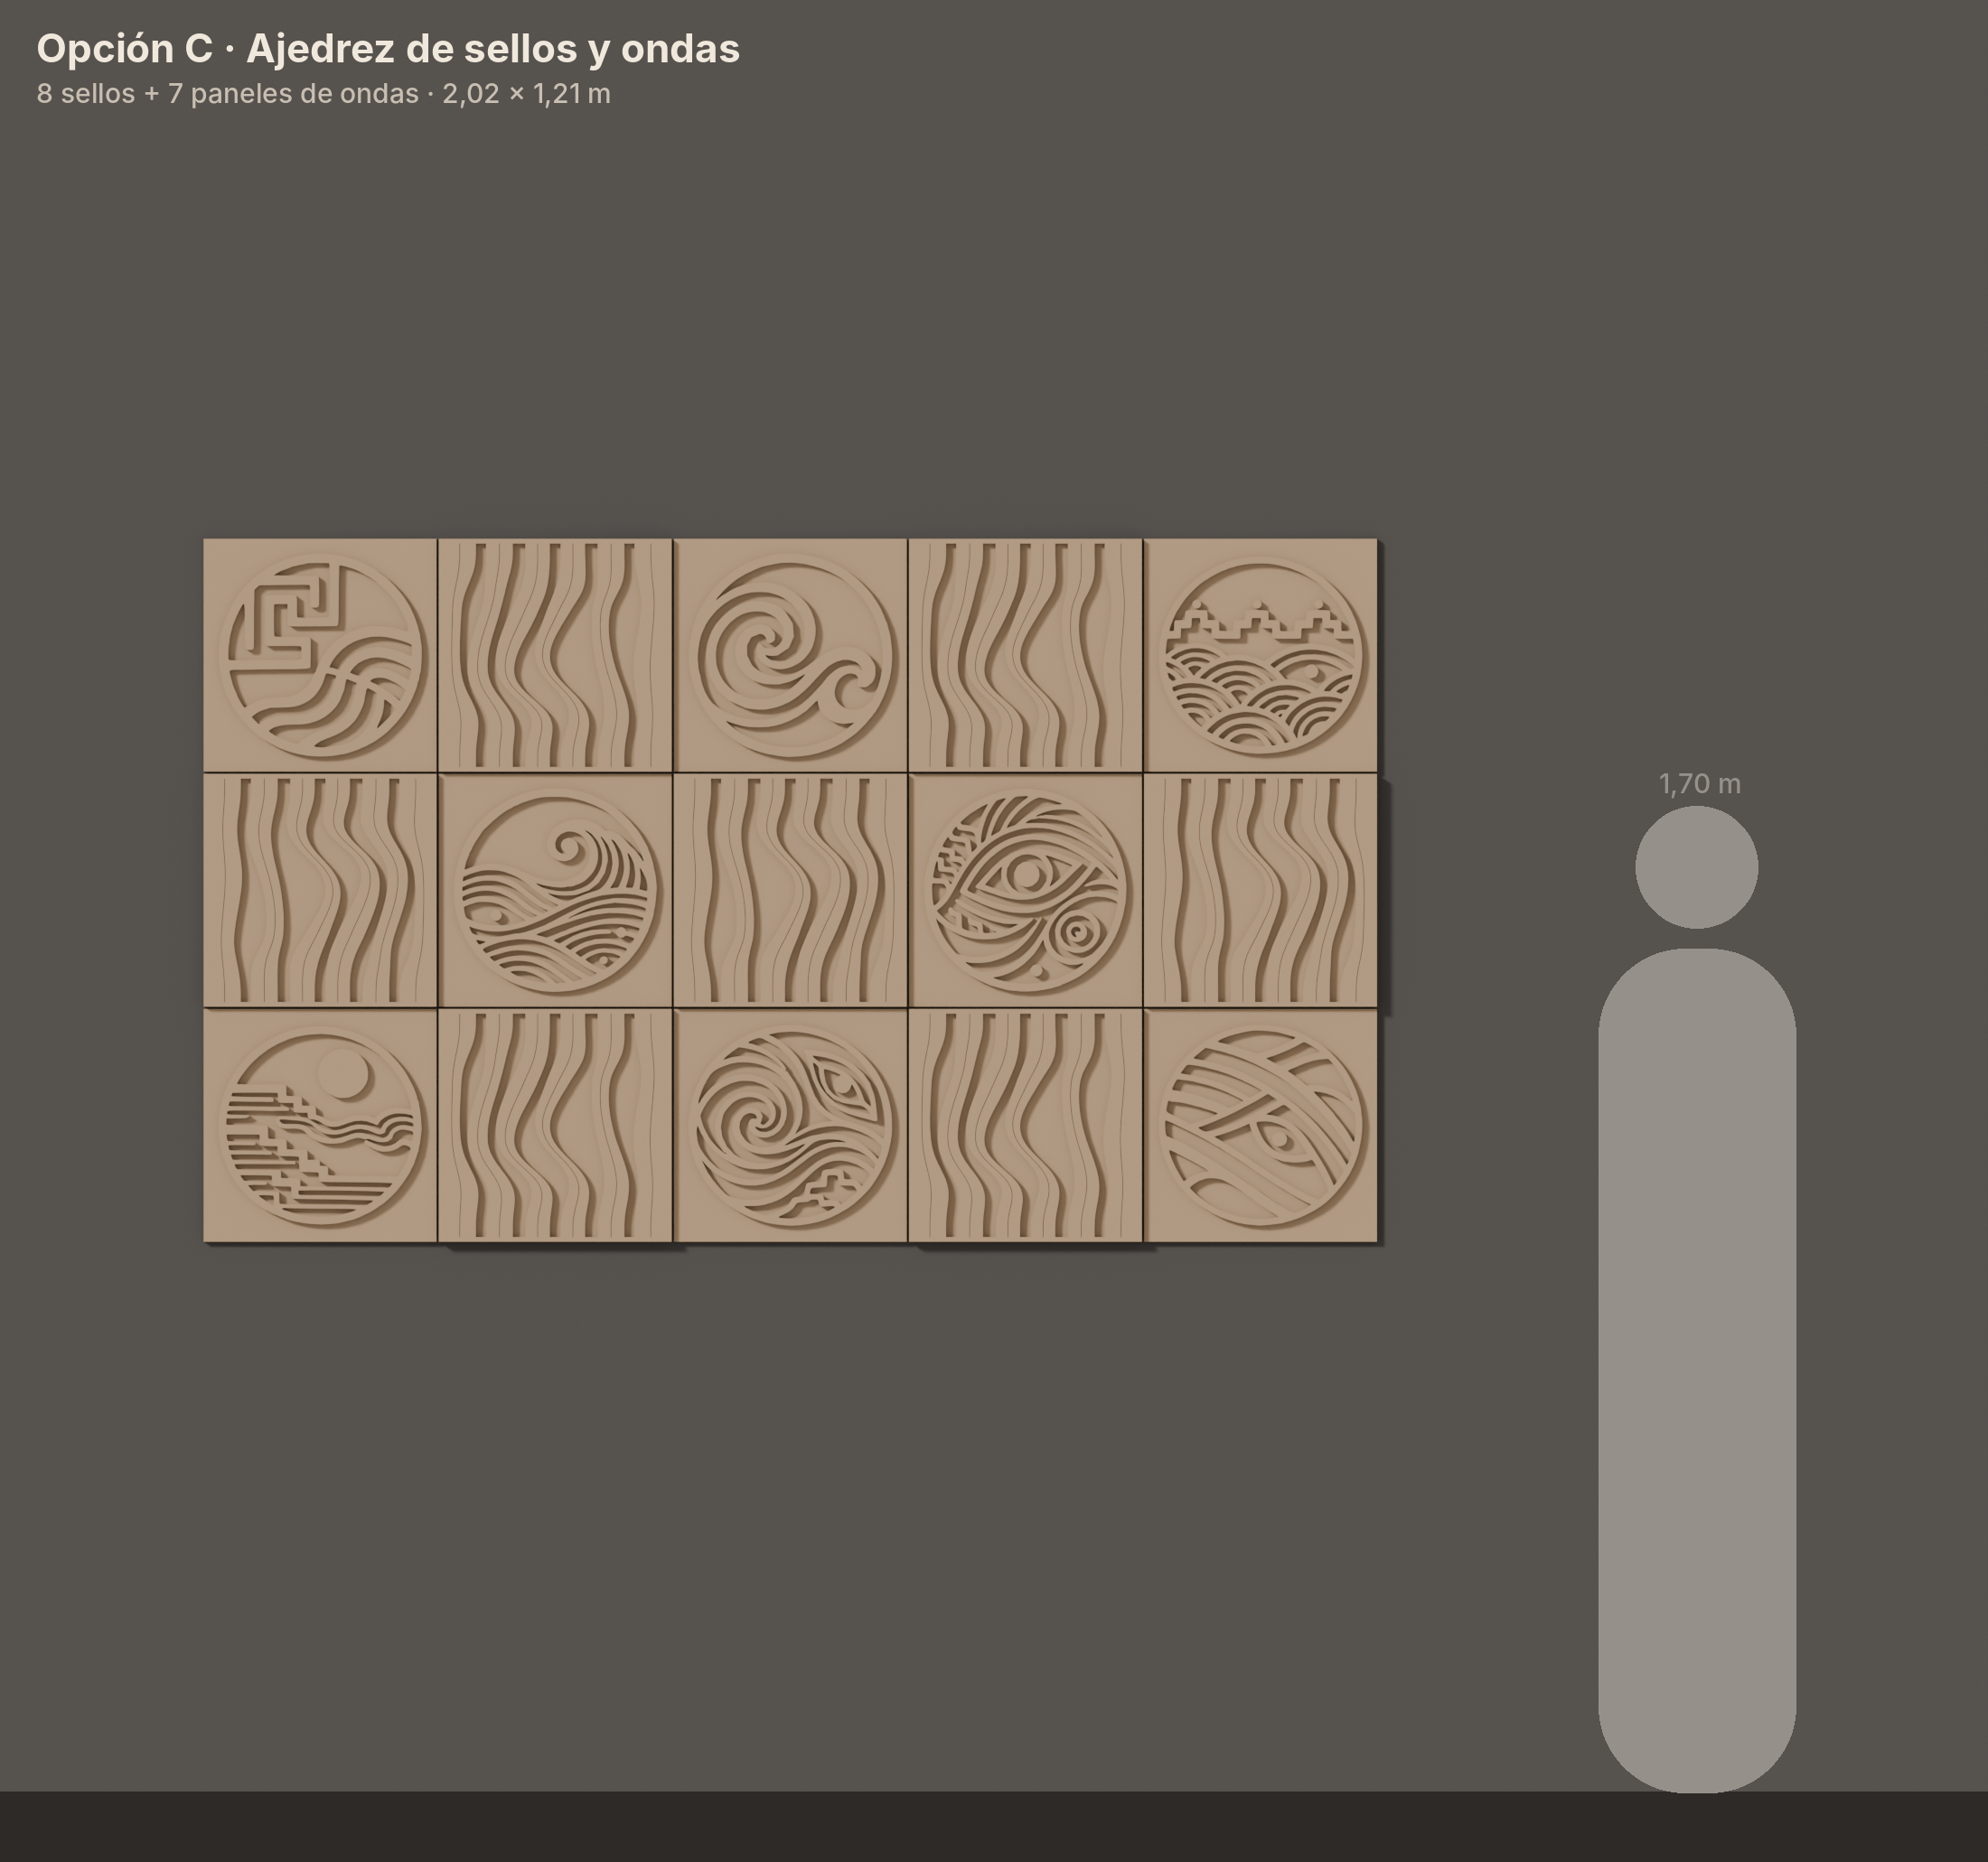 Opción C · Ajedrez de sellos y ondas
8 sellos + 7 paneles de ondas · 2,02 × 1,21 m
1,70 m